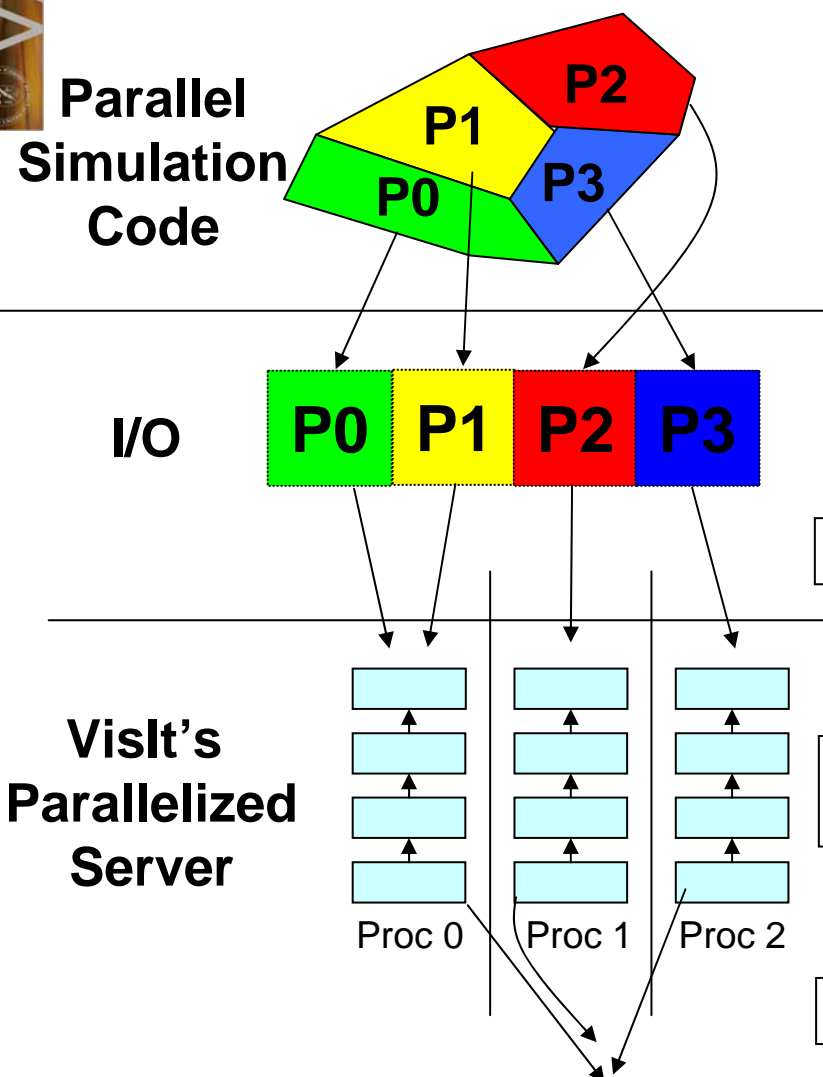 Parallel
Simulation
Code
P2
P1
P3
P0
I/O
P0
P1
P2
P3
VisIt's
Parallelized
Server
Proc 0
Proc 1
Proc 2